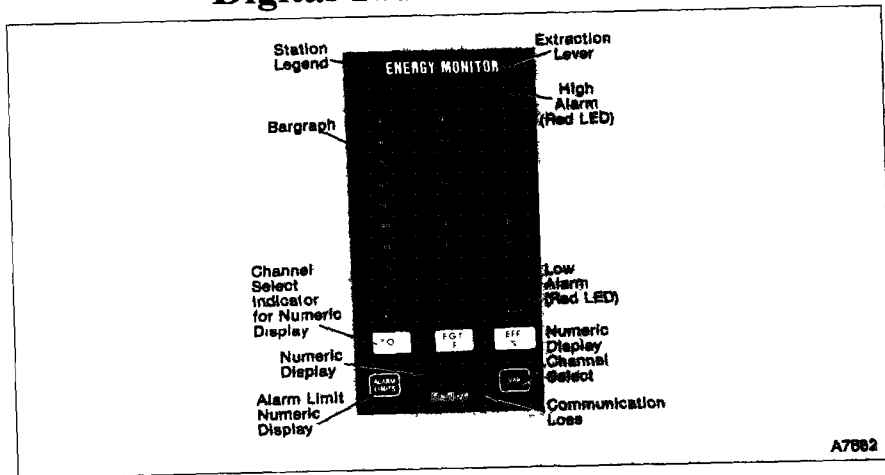 Digital
Station
Legend
Extraction
Lever
ENERGY MONITOR
High
Alarm
(Red LED)
Bargraph
Channel
Select
Indicator
for Numeric
Display
Low
Alarm
(Red LED)
EFF
%
Numeric
Display
Channel
Select
Numeric
Display
ALARM
LIMITS
Alarm Limit
Numeric
Display
Communication
Loss
A7682